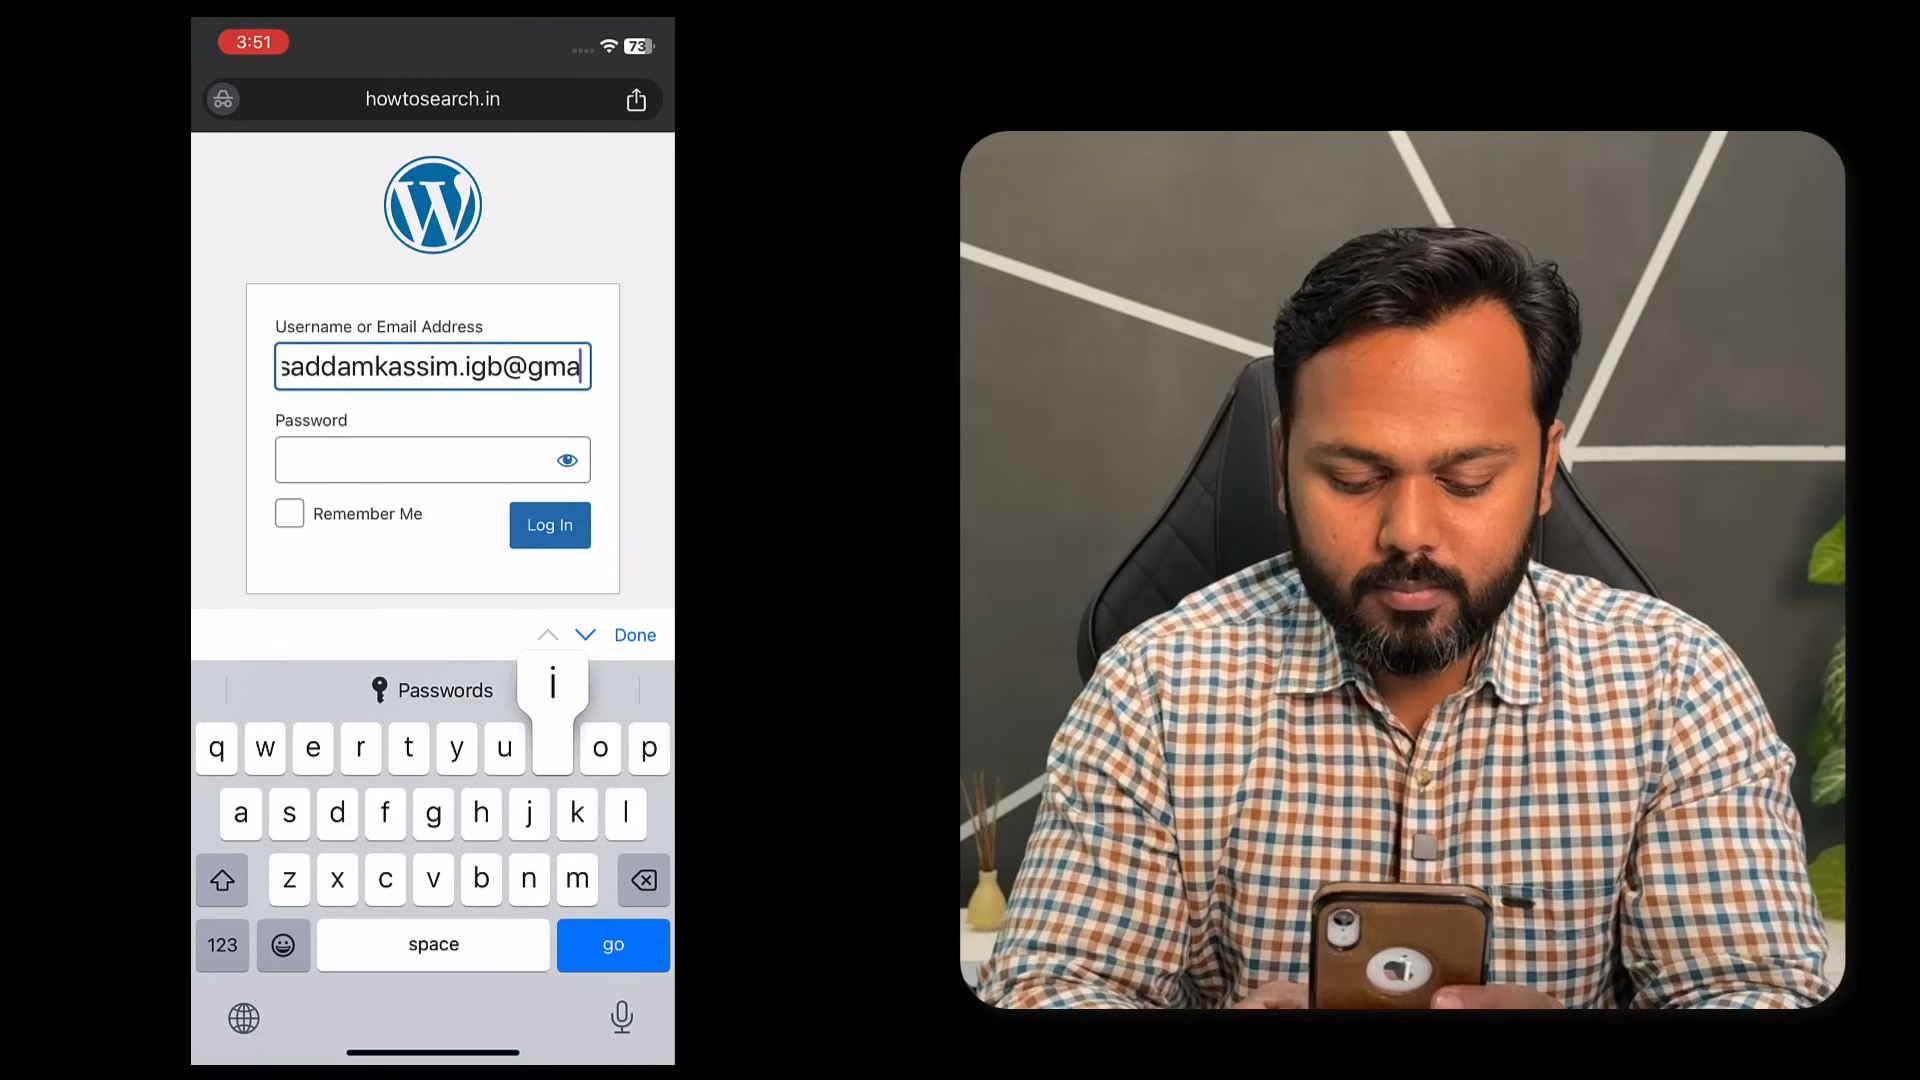 3:51
73
howtosearch.in
Username or Email Address
saddamkassim.igb@gma
Password
Remember Me
Log In
Done
Passwords
i
q w e r t y u o p
a s d f g h j k l
z x c v b n m
123
space
go